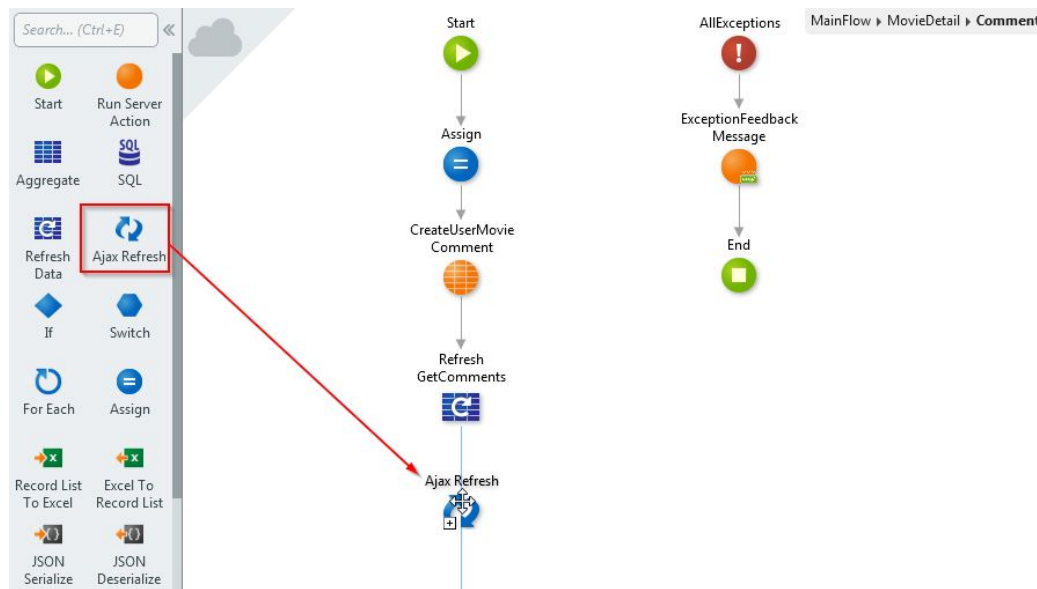 Search... (Ctrl+E)
Start
Run Server
Action
Aggregate
SQL
SQL
Refresh
Data
Ajax Refresh
If
Switch
For Each
Assign
Record List
To Excel
Excel To
Record List
JSON
Serialize
JSON
Deserialize
Start
Assign
CreateUserMovie
Comment
Refresh
GetComments
Ajax Refresh
AllExceptions
ExceptionFeedback
Message
End
MainFlow ▸ MovieDetail ▸ Comment